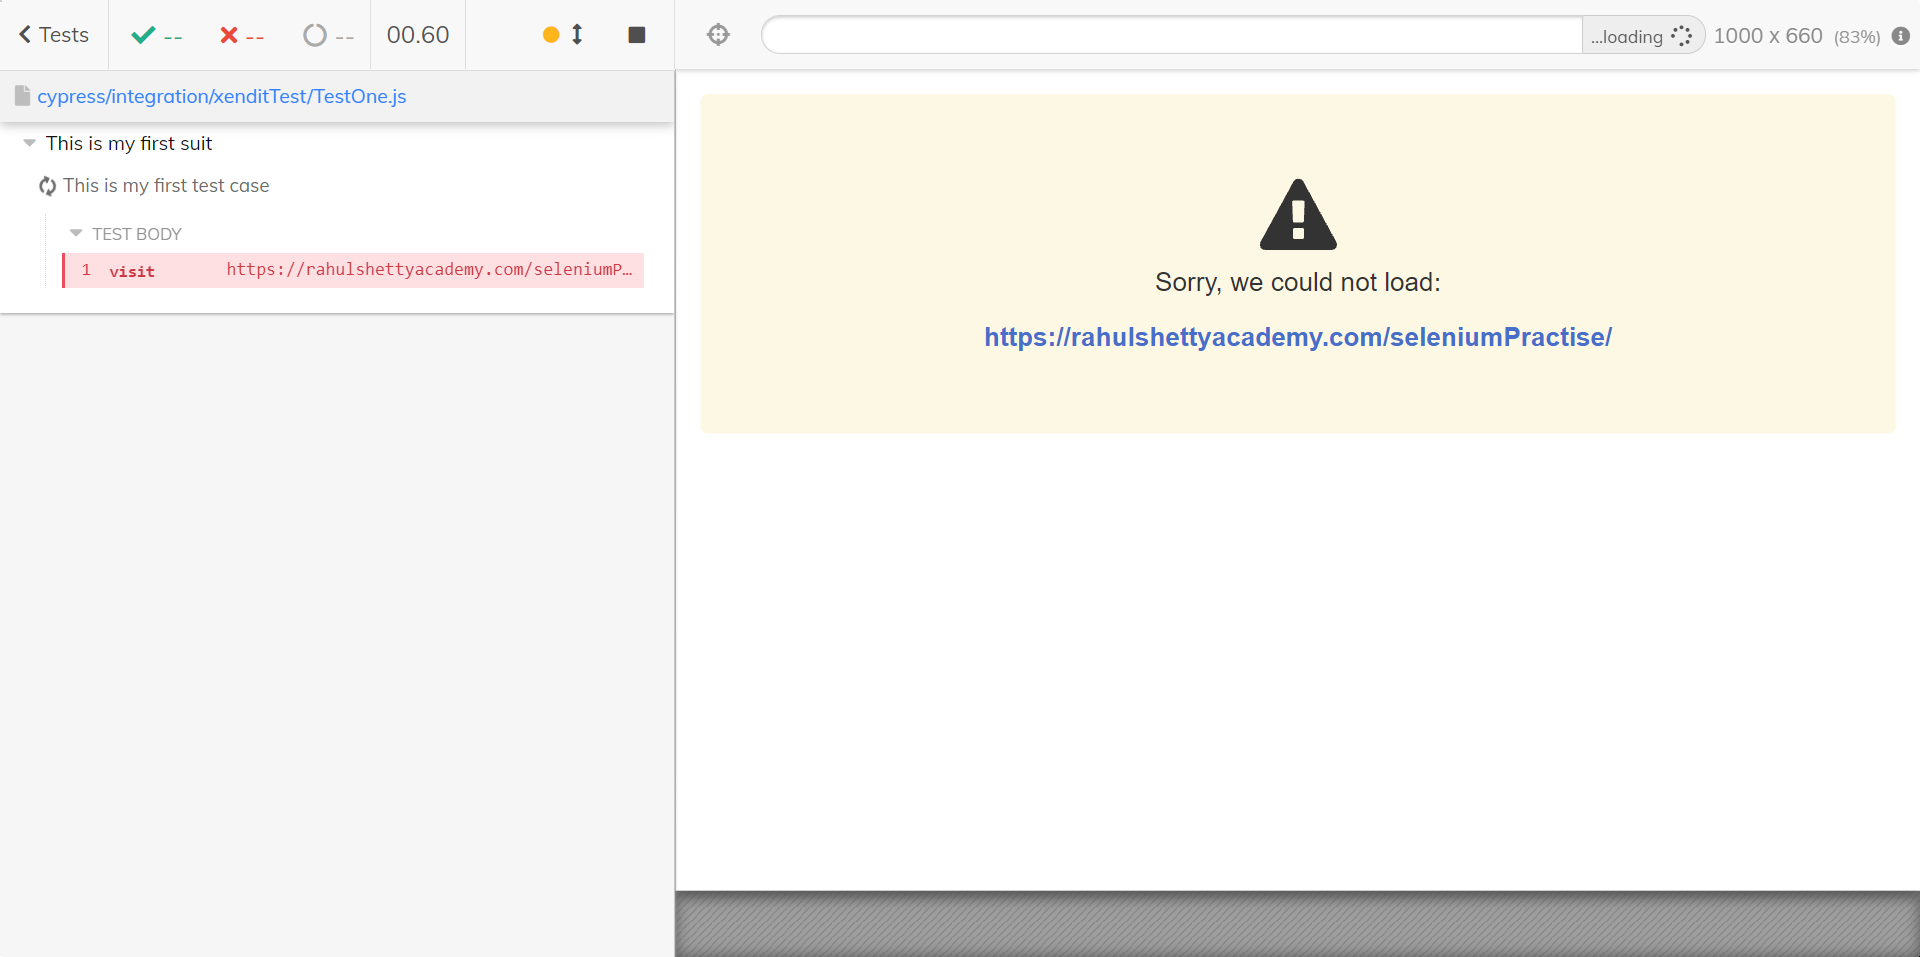 Tests
--
--
--
00.60
...loading
1000 x 660 (83%)
cypress/integration/xenditTest/TestOne.js
This is my first suit
This is my first test case
TEST BODY
1 visit https://rahulshettyacademy.com/seleniumP…
Sorry, we could not load:
https://rahulshettyacademy.com/seleniumPractise/